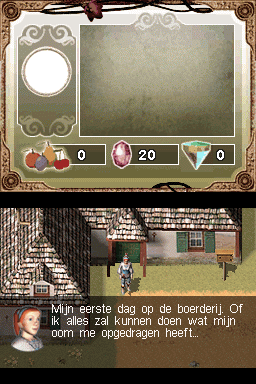 0
20
0
Mijn eerste dag op de boerderij. Of
ik alles zal kunnen doen wat mijn
oom me opgedragen heeft...